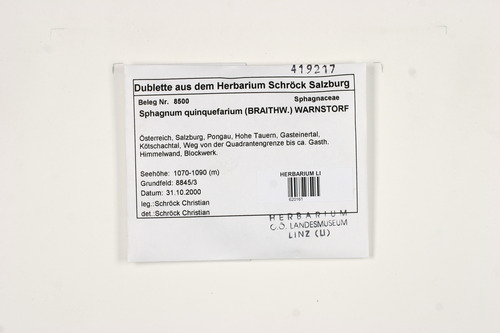 419217
Dublette aus dem Herbarium Schröck Salzburg
Beleg Nr. 8500 Sphagnaceae
Sphagnum quinquefarium (BRAITHW.) WARNSTORF
Österreich, Salzburg, Pongau, Hohe Tauern, Gasteinertal,
Kötschachtal, Weg von der Quadrantengrenze bis ca. Gasth.
Himmelwand, Blockwerk.
Seehöhe: 1070-1090 (m)
Grundfeld: 8845/3
Datum: 31.10.2000
leg.:Schröck Christian
det.:Schröck Christian
HERBARIUM LI
620161
HERBARIUM
O.Ö. LANDESMUSEUM
LINZ (LI)